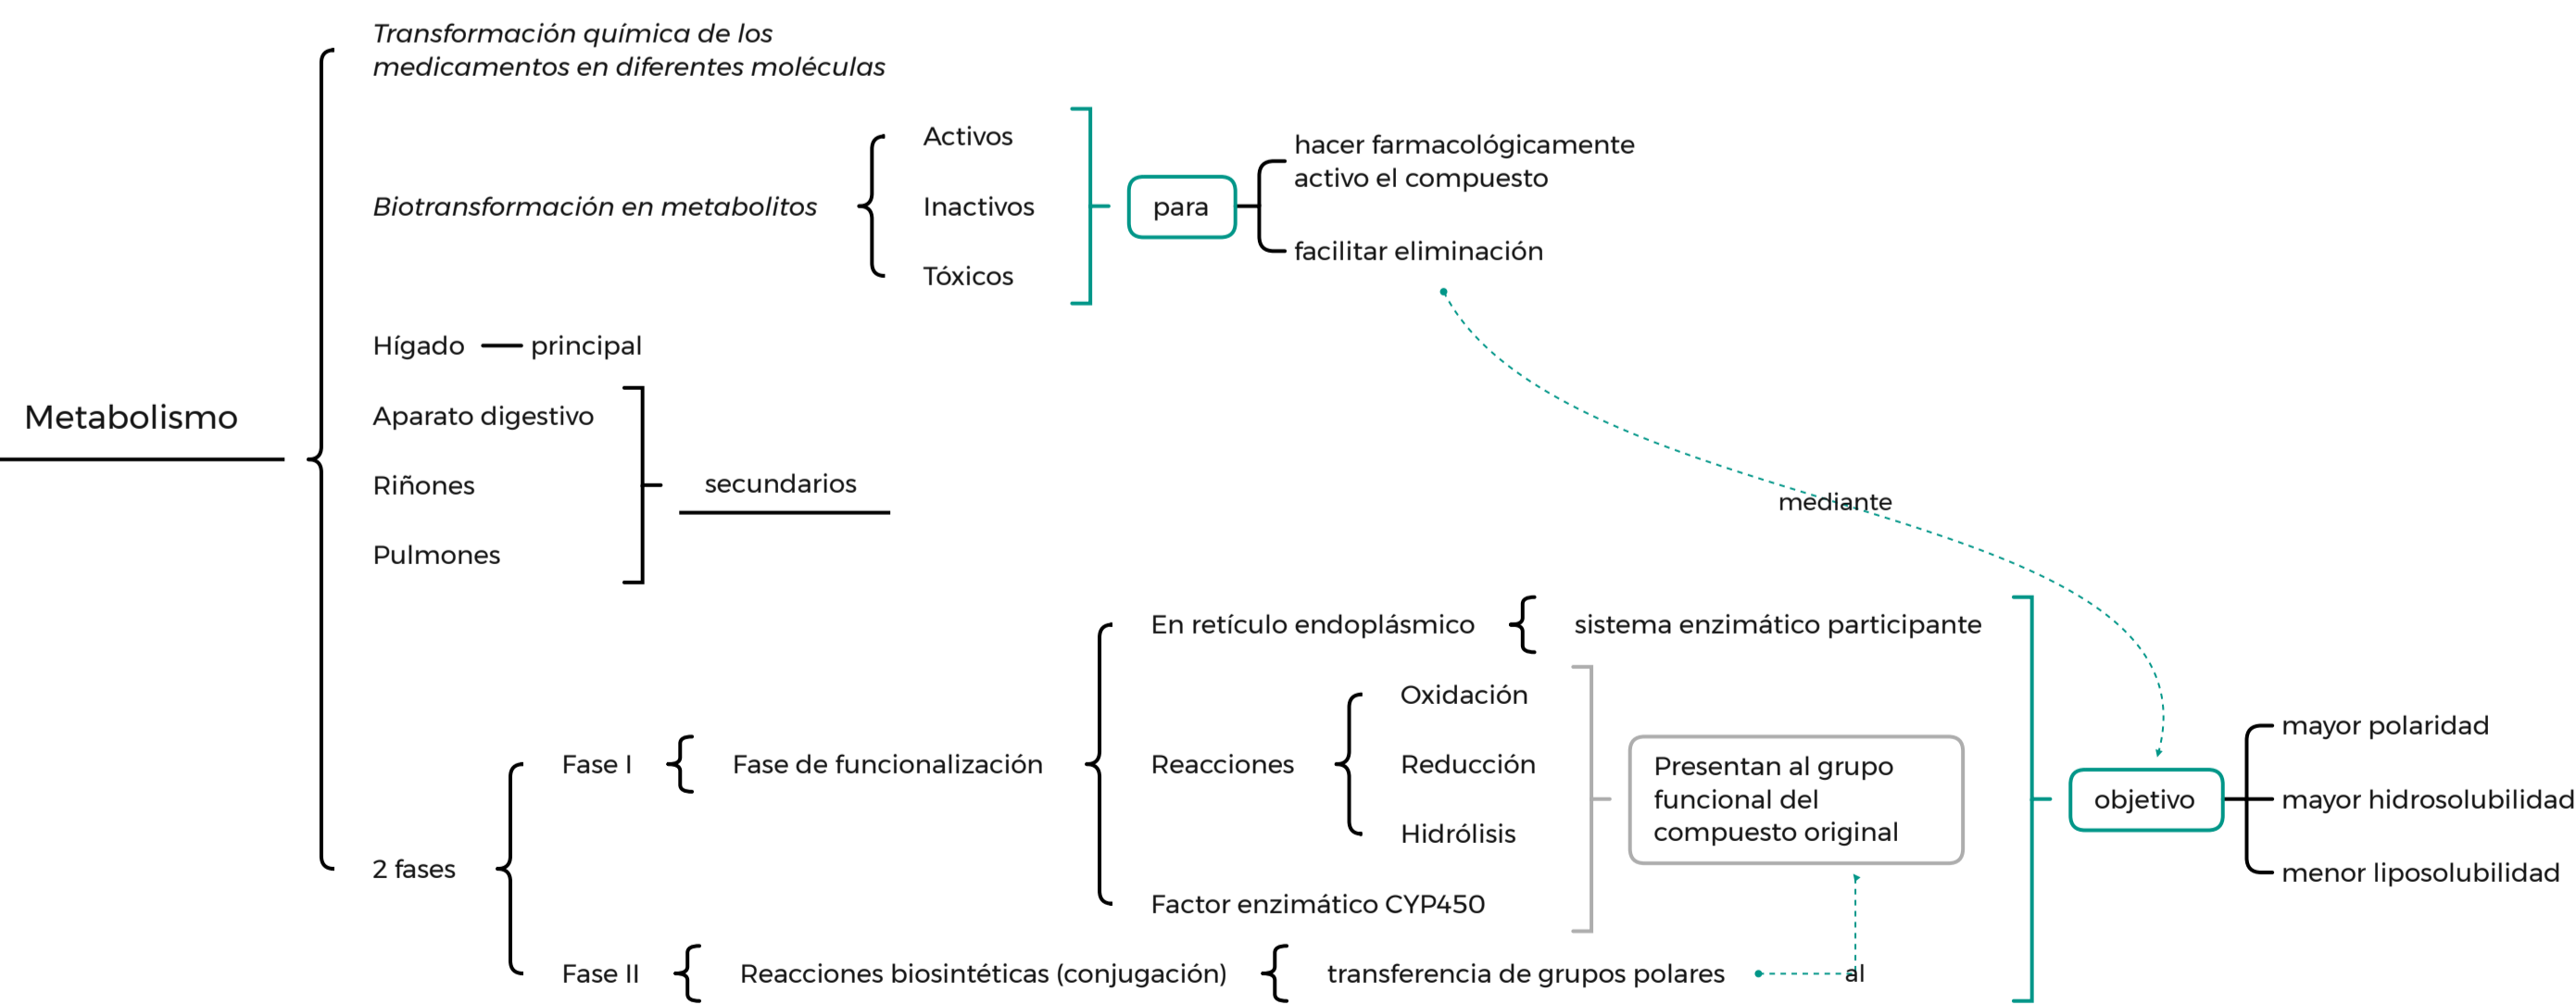 Transformación química de los
medicamentos en diferentes moléculas
Activos
Biotransformación en metabolitos
Inactivos
Tóxicos
para
hacer farmacológicamente
activo el compuesto
facilitar eliminación
Hígado
principal
Metabolismo
Aparato digestivo
Riñones
Pulmones
secundarios
mediante
En retículo endoplásmico
sistema enzimático participante
Oxidación
Fase I
Fase de funcionalización
Reacciones
Reducción
Hidrólisis
Presentan al grupo
funcional del
compuesto original
objetivo
mayor polaridad
mayor hidrosolubilidad
menor liposolubilidad
2 fases
Factor enzimático CYP450
Fase II
Reacciones biosintéticas (conjugación)
transferencia de grupos polares
al